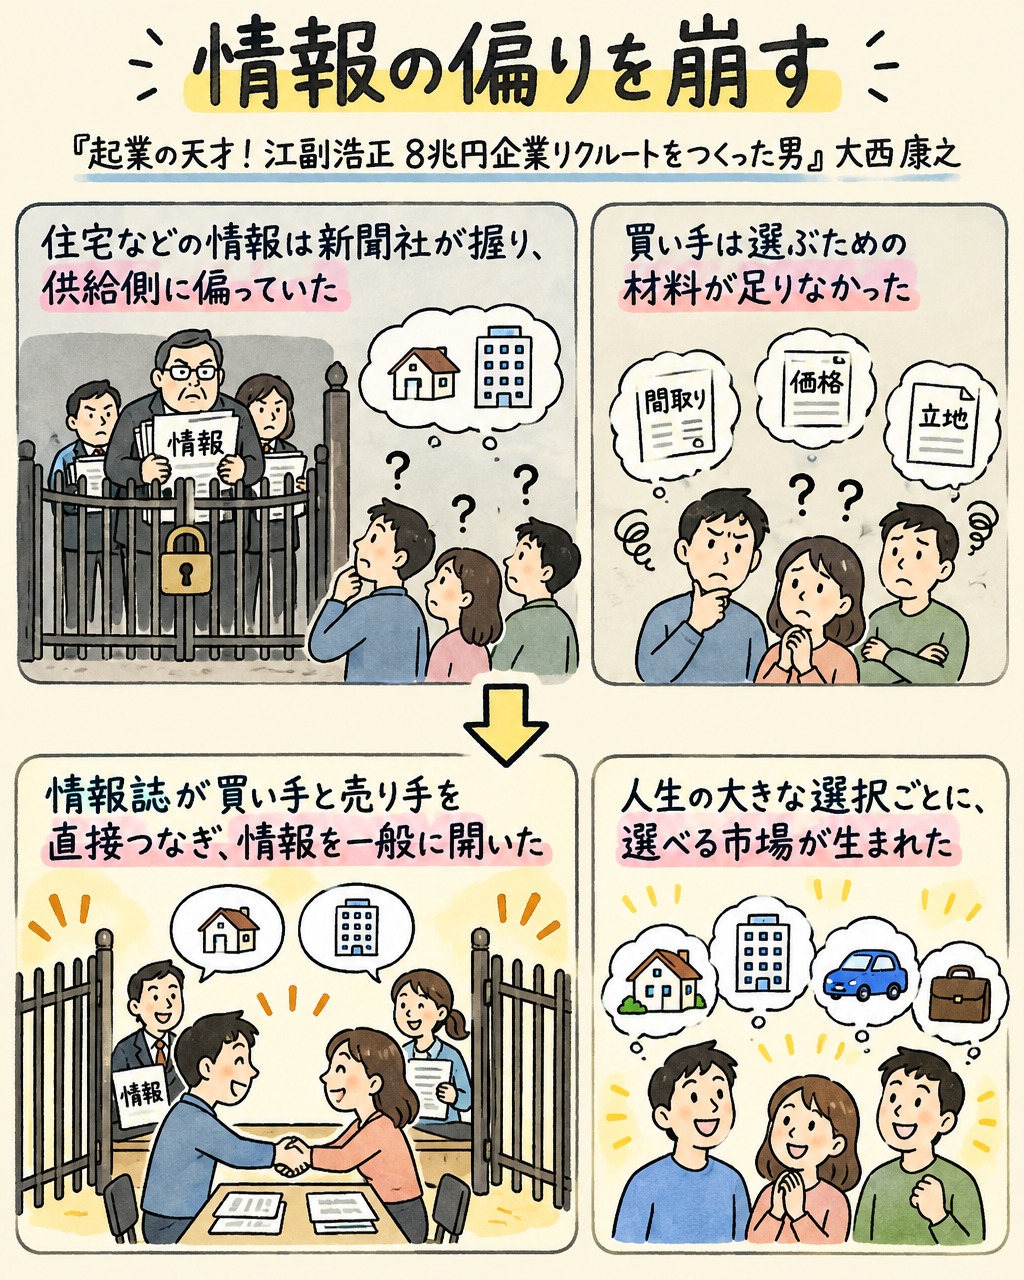 情報の偏りを崩す
『起業の天才！江副浩正 8兆円企業リクルートをつくった男』大西康之
住宅などの情報は新聞社が握り、
供給側に偏っていた
情報
?
?
?
買い手は選ぶための
材料が足りなかった
間取り
価格
立地
? ?
情報誌が買い手と売り手を
直接つなぎ、情報を一般に開いた
情報
人生の大きな選択ごとに、
選べる市場が生まれた